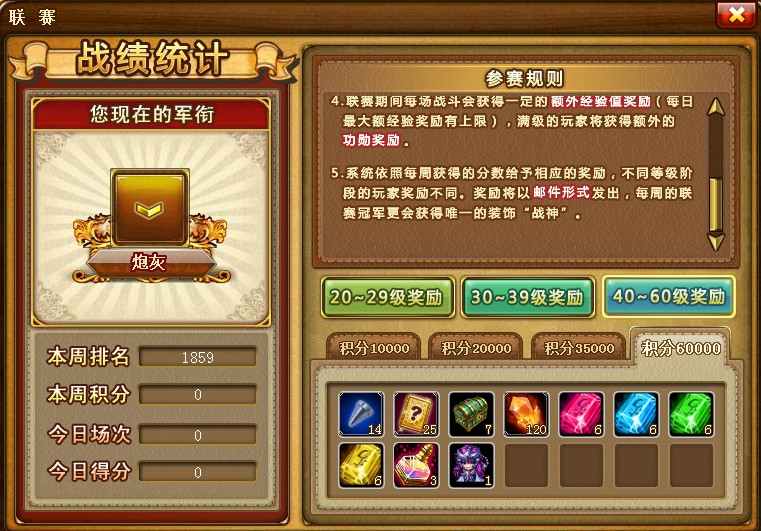 联 赛
战绩统计
您现在的军衔
炮灰
本周排名 1859
本周积分 0
今日场次 0
今日得分 0
参赛规则
4.联赛期间每场战斗会获得一定的额外经验值奖励（每日
最大额经验奖励有上限），满级的玩家将获得额外的
功勋奖励。
5.系统依照每周获得的分数给予相应的奖励，不同等级阶
段的玩家奖励不同。奖励将以邮件形式发出，每周的联
赛冠军更会获得唯一的装饰“战神”。
20~29级奖励 30~39级奖励 40~60级奖励
积分10000 积分20000 积分35000 积分60000
14 25 7 120 6 6 6
6 3 1